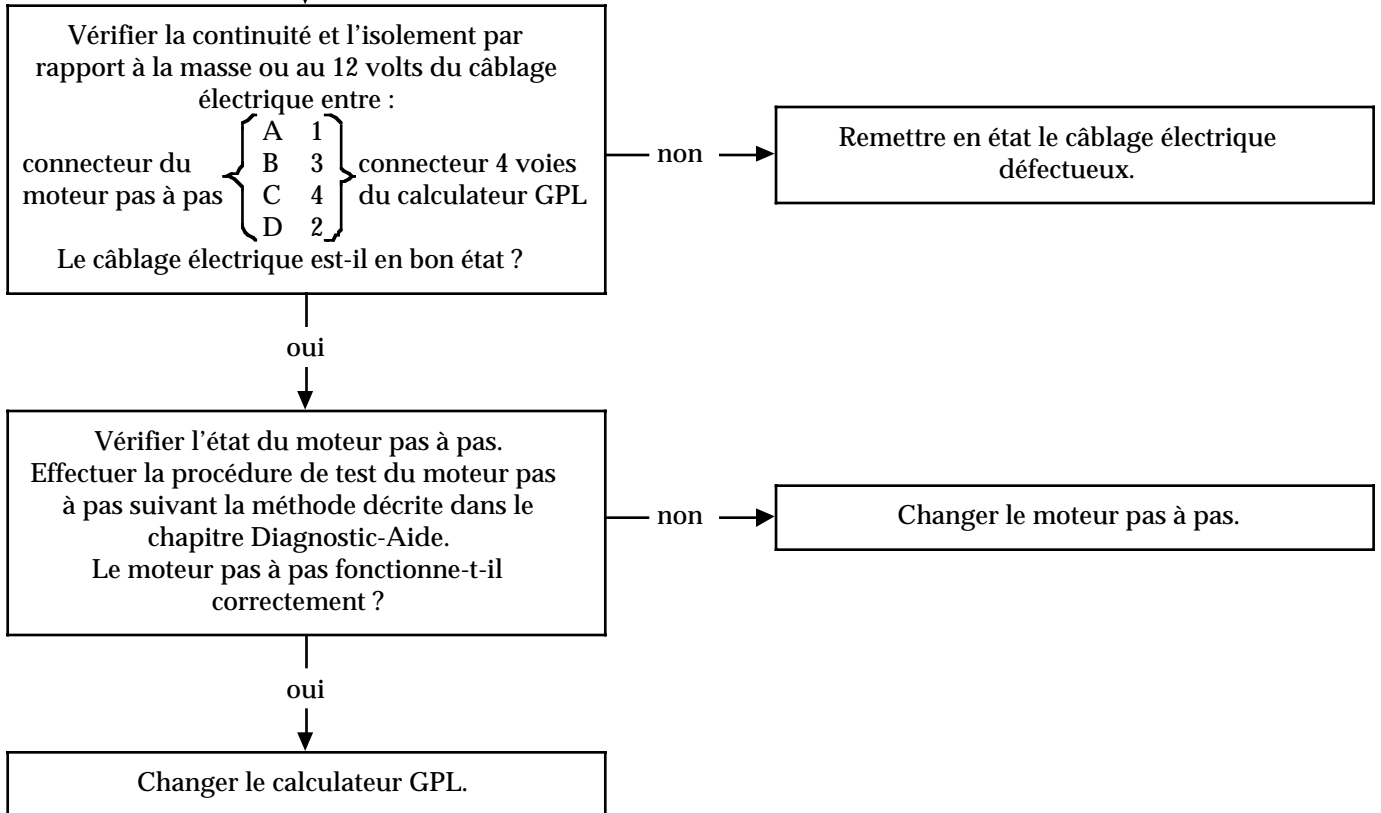 Vérifier la continuité et l'isolement par
rapport à la masse ou au 12 volts du câblage
électrique entre :
A 1
connecteur du B 3 connecteur 4 voies
moteur pas à pas C 4 du calculateur GPL
D 2
Le câblage électrique est-il en bon état ?
non
Remettre en état le câblage électrique
défectueux.
oui
Vérifier l'état du moteur pas à pas.
Effectuer la procédure de test du moteur pas
à pas suivant la méthode décrite dans le
chapitre Diagnostic-Aide.
Le moteur pas à pas fonctionne-t-il
correctement ?
non
Changer le moteur pas à pas.
oui
Changer le calculateur GPL.